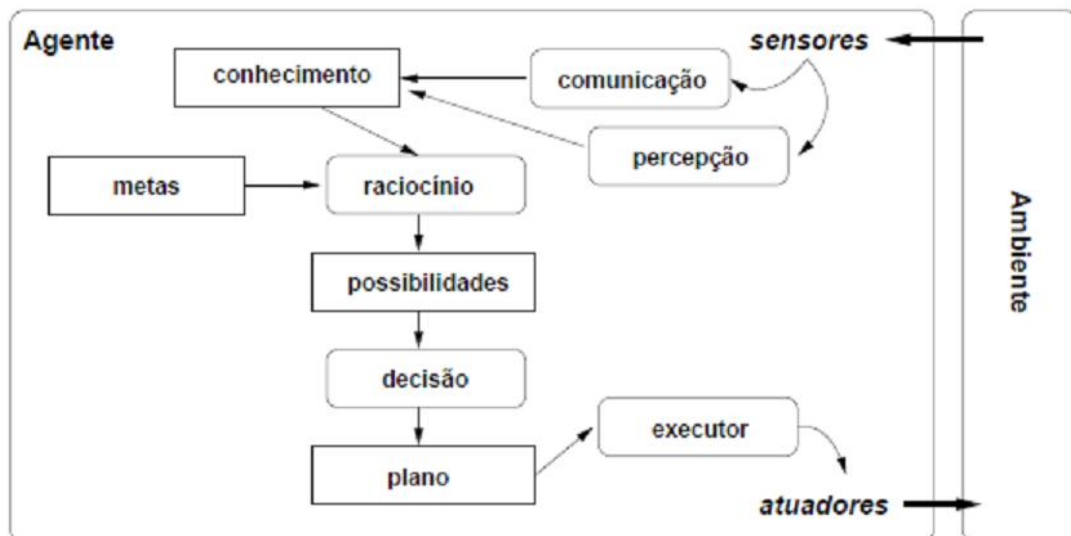 Agente
sensores
conhecimento
comunicação
percepção
metas
raciocínio
possibilidades
decisão
executor
plano
atuadores
Ambiente